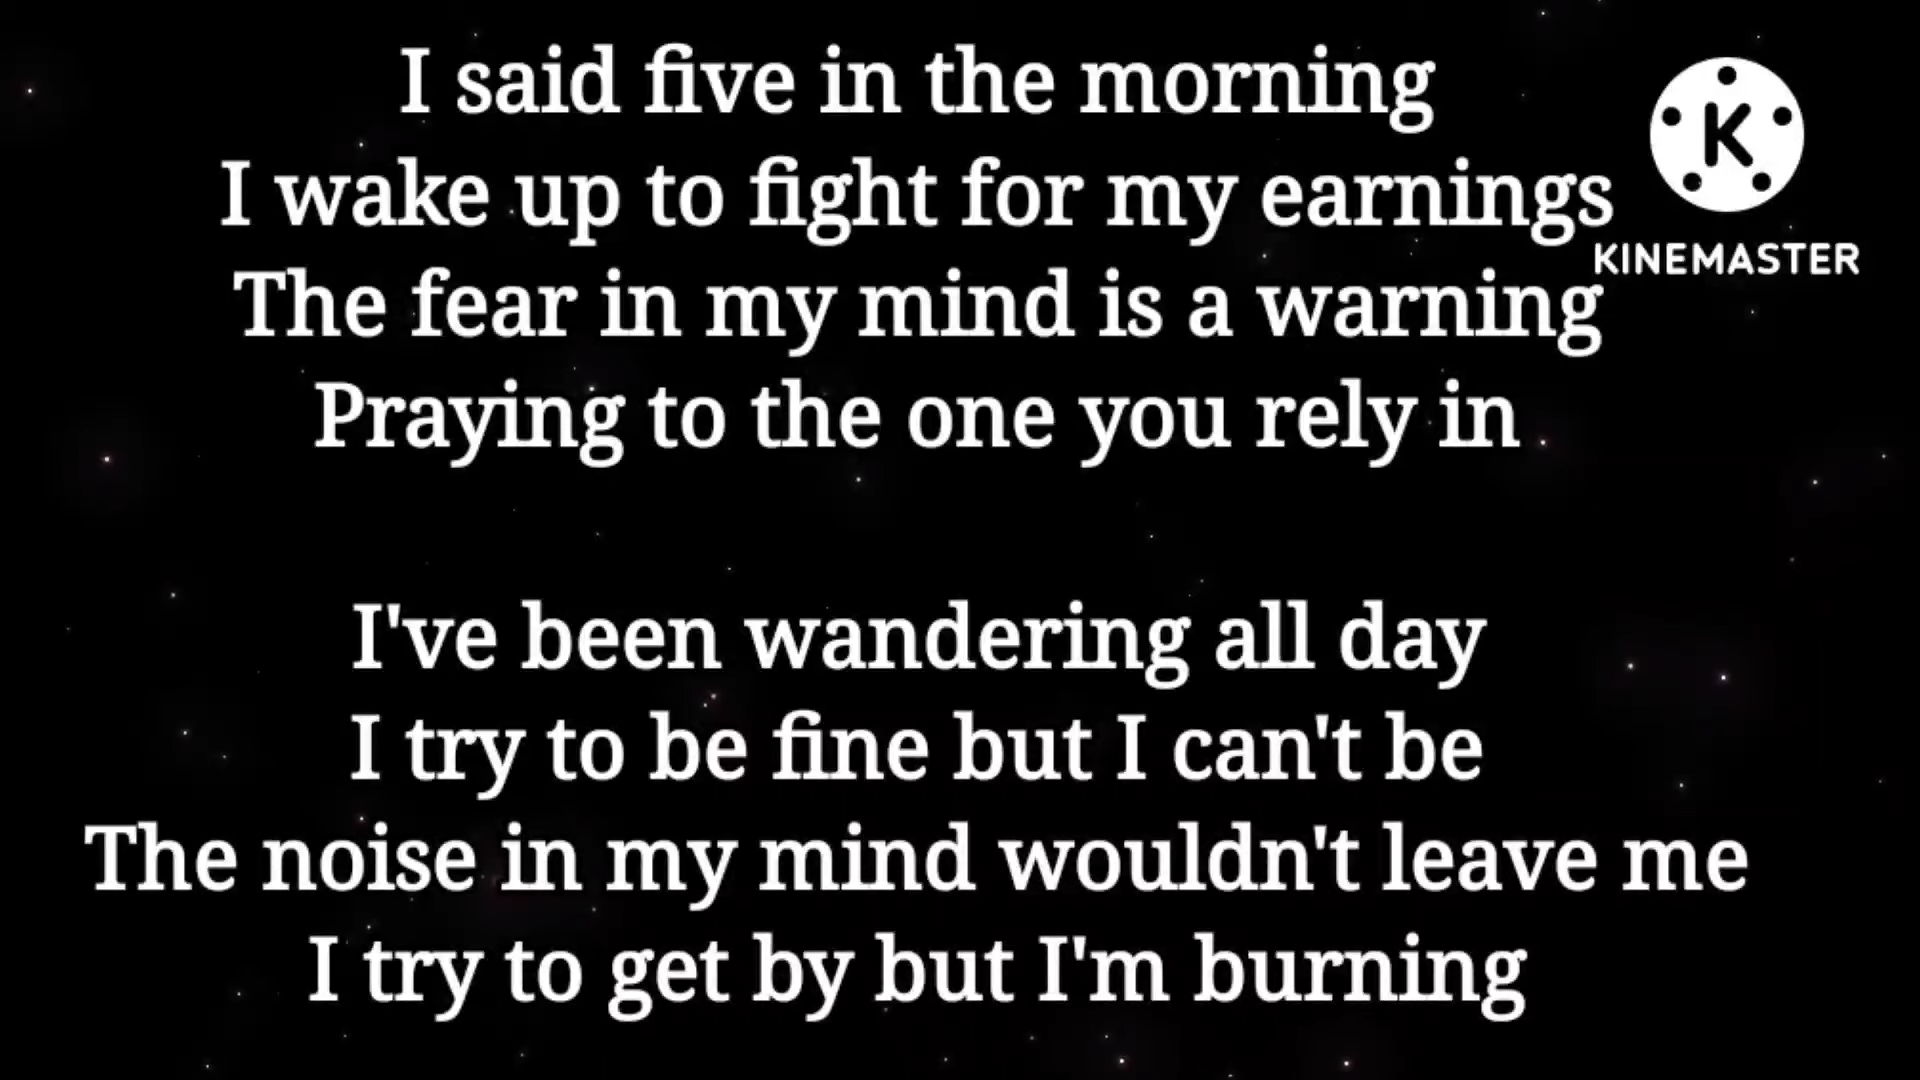 I said five in the morning
I wake up to fight for my earnings
The fear in my mind is a warning
Praying to the one you rely in
I've been wandering all day
I try to be fine but I can't be
The noise in my mind wouldn't leave me
I try to get by but I'm burning
K
KINEMASTER